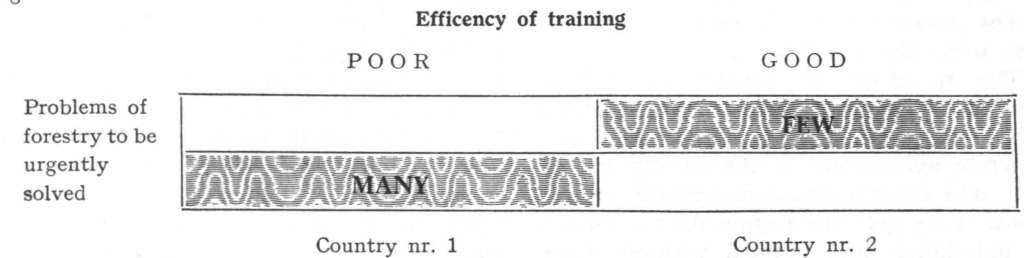 Efficency of training
POOR GOOD
Problems of
forestry to be
urgently
solved
FEW
MANY
Country nr. 1 Country nr. 2